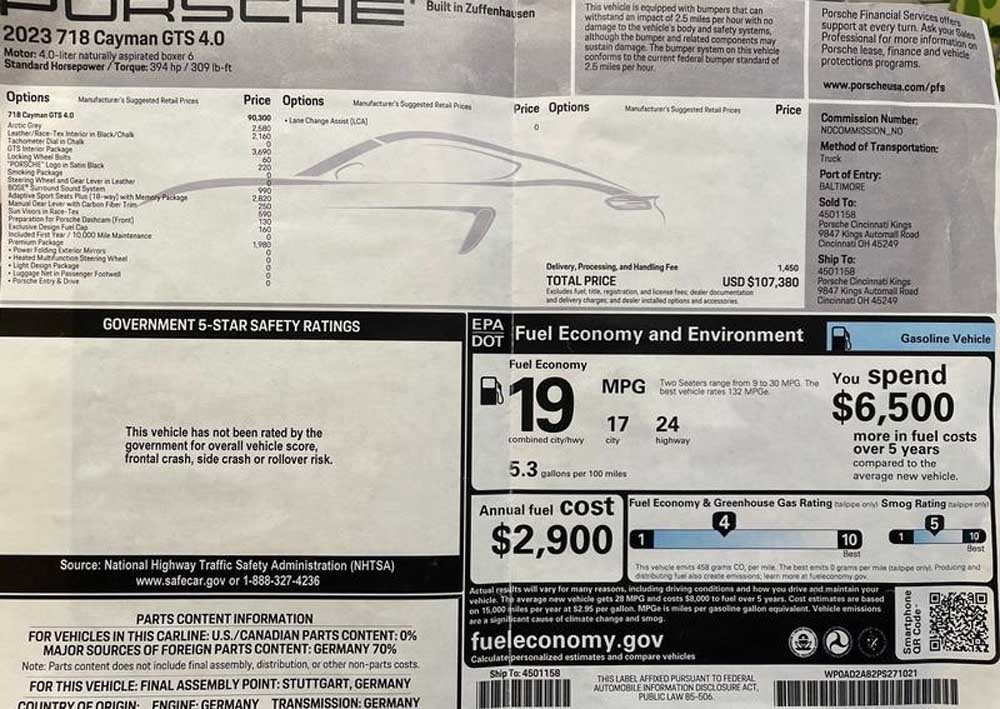 PORSCHE
Built in Zuffenhausen
2023 718 Cayman GTS 4.0
Motor: 4.0-liter naturally aspirated boxer 6
Standard Horsepower / Torque: 394 hp / 309 lb-ft
This vehicle is equipped with bumpers that can
withstand an impact of 2.5 miles per hour with no
damage to the vehicle's body and safety systems,
although the bumper and related components may
sustain damage. The bumper system on this vehicle
conforms to the current federal bumper standard of
2.5 miles per hour.
Porsche Financial Services offers
support at every turn. Ask your Sales
Professional for more information on
Porsche lease, finance and vehicle
protections programs.
www.porscheusa.com/pfs
Options Manufacturer's Suggested Retail Prices Price
718 Cayman GTS 4.0 90,300
Arctic Grey 2,580
Leather/Race-Tex Interior in Black/Chalk 2,160
Tachometer Dial in Chalk 0
GTS Interior Package 3,690
Locking Wheel Bolts 60
"PORSCHE" Logo in Satin Black 220
Smoking Package 0
Steering Wheel and Gear Lever in Leather 0
BOSE® Surround Sound System 990
Adaptive Sport Seats Plus (18-way) with Memory Package 2,820
Manual Gear Lever with Carbon Fiber Trim 250
Sun Visors in Race-Tex 590
Preparation for Porsche Dashcam (Front) 130
Exclusive Design Fuel Cap 160
Included First Year / 10,000 Mile Maintenance 0
Premium Package 1,980
• Power Folding Exterior Mirrors 0
• Heated Multifunction Steering Wheel 0
• Light Design Package 0
• Luggage Net in Passenger Footwell 0
• Porsche Entry & Drive 0
Options Manufacturer's Suggested Retail Prices Price
• Lane Change Assist (LCA) 0
Options Manufacturer's Suggested Retail Prices Price
Delivery, Processing, and Handling Fee 1,450
TOTAL PRICE USD $107,380
Excludes fuel, title, registration, and license fees; dealer documentation
and delivery charges; and dealer installed options and accessories.
Commission Number:
NOCOMMISSION_NO
Method of Transportation:
Truck
Port of Entry:
BALTIMORE
Sold To:
4501158
Porsche Cincinnati Kings
9847 Kings Automall Road
Cincinnati OH 45249
Ship To:
4501158
Porsche Cincinnati Kings
9847 Kings Automall Road
Cincinnati OH 45249
GOVERNMENT 5-STAR SAFETY RATINGS
This vehicle has not been rated by the
government for overall vehicle score,
frontal crash, side crash or rollover risk.
Source: National Highway Traffic Safety Administration (NHTSA)
www.safecar.gov or 1-888-327-4236
PARTS CONTENT INFORMATION
FOR VEHICLES IN THIS CARLINE: U.S./CANADIAN PARTS CONTENT: 0%
MAJOR SOURCES OF FOREIGN PARTS CONTENT: GERMANY 70%
Note: Parts content does not include final assembly, distribution, or other non-parts costs.
FOR THIS VEHICLE: FINAL ASSEMBLY POINT: STUTTGART, GERMANY
COUNTRY OF ORIGIN: ENGINE: GERMANY TRANSMISSION: GERMANY
EPA
DOT
Fuel Economy and Environment
Gasoline Vehicle
Fuel Economy
19 MPG
combined city/hwy
17 city
24 highway
Two Seaters range from 9 to 30 MPG. The
best vehicle rates 132 MPGe.
5.3 gallons per 100 miles
You spend
$6,500
more in fuel costs
over 5 years
compared to the
average new vehicle.
Annual fuel cost
$2,900
Fuel Economy & Greenhouse Gas Rating (tailpipe only)
1 4 10
Best
Smog Rating (tailpipe only)
1 5 10
Best
This vehicle emits 458 grams CO₂ per mile. The best emits 0 grams per mile (tailpipe only). Producing and
distributing fuel also create emissions; learn more at fueleconomy.gov.
Actual results will vary for many reasons, including driving conditions and how you drive and maintain your
vehicle. The average new vehicle gets 28 MPG and costs $8,000 to fuel over 5 years. Cost estimates are based
on 15,000 miles per year at $2.95 per gallon. MPGe is miles per gasoline gallon equivalent. Vehicle emissions
are a significant cause of climate change and smog.
fueleconomy.gov
Calculate personalized estimates and compare vehicles
Smartphone
QR Code
Ship To: 4501158
THIS LABEL AFFIXED PURSUANT TO FEDERAL
AUTOMOBILE INFORMATION DISCLOSURE ACT,
PUBLIC LAW 85-506.
WP0AD2A82PS271021